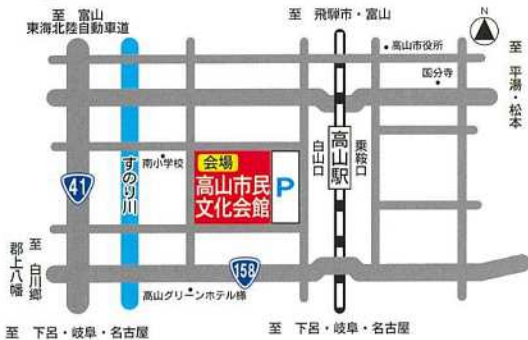 至 富山
東海北陸自動車道
至 飛騨市・富山
N
至 平湯・松本
高山市役所
国分寺
すのり川
南小学校
会場
高山市民
文化会館
P
白山口
高山駅
乗鞍口
41
至 白川郷
郡上八幡
158
高山グリーンホテル様
至 下呂・岐阜・名古屋
至 下呂・岐阜・名古屋